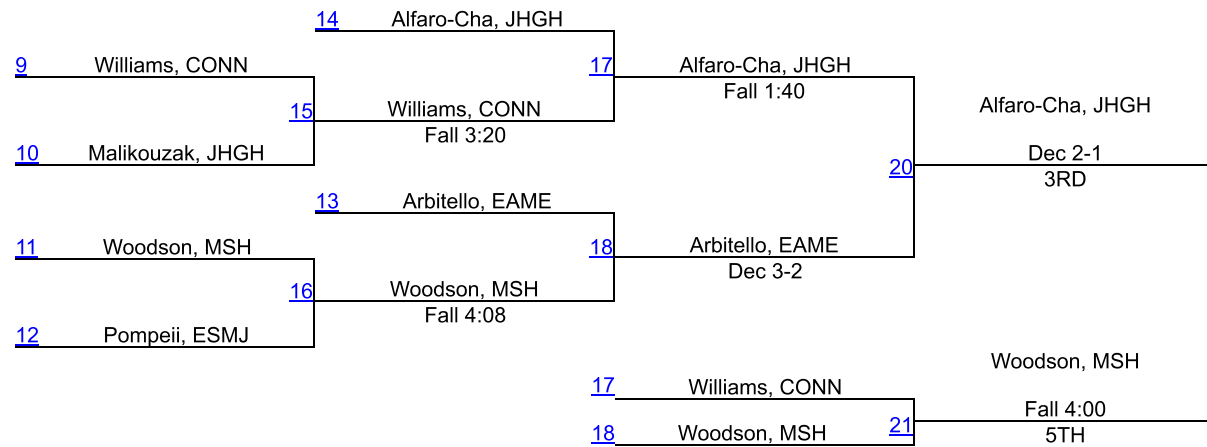 14 Alfaro-Cha, JHGH
9 Williams, CONN
17 Alfaro-Cha, JHGH
Fall 1:40
15 Williams, CONN
Fall 3:20
Alfaro-Cha, JHGH
10 Malikouzak, JHGH
20 Dec 2-1
3RD
13 Arbitello, EAME
11 Woodson, MSH
18 Arbitello, EAME
Dec 3-2
16 Woodson, MSH
Fall 4:08
12 Pompeii, ESMJ
Woodson, MSH
17 Williams, CONN
21 Fall 4:00
5TH
18 Woodson, MSH